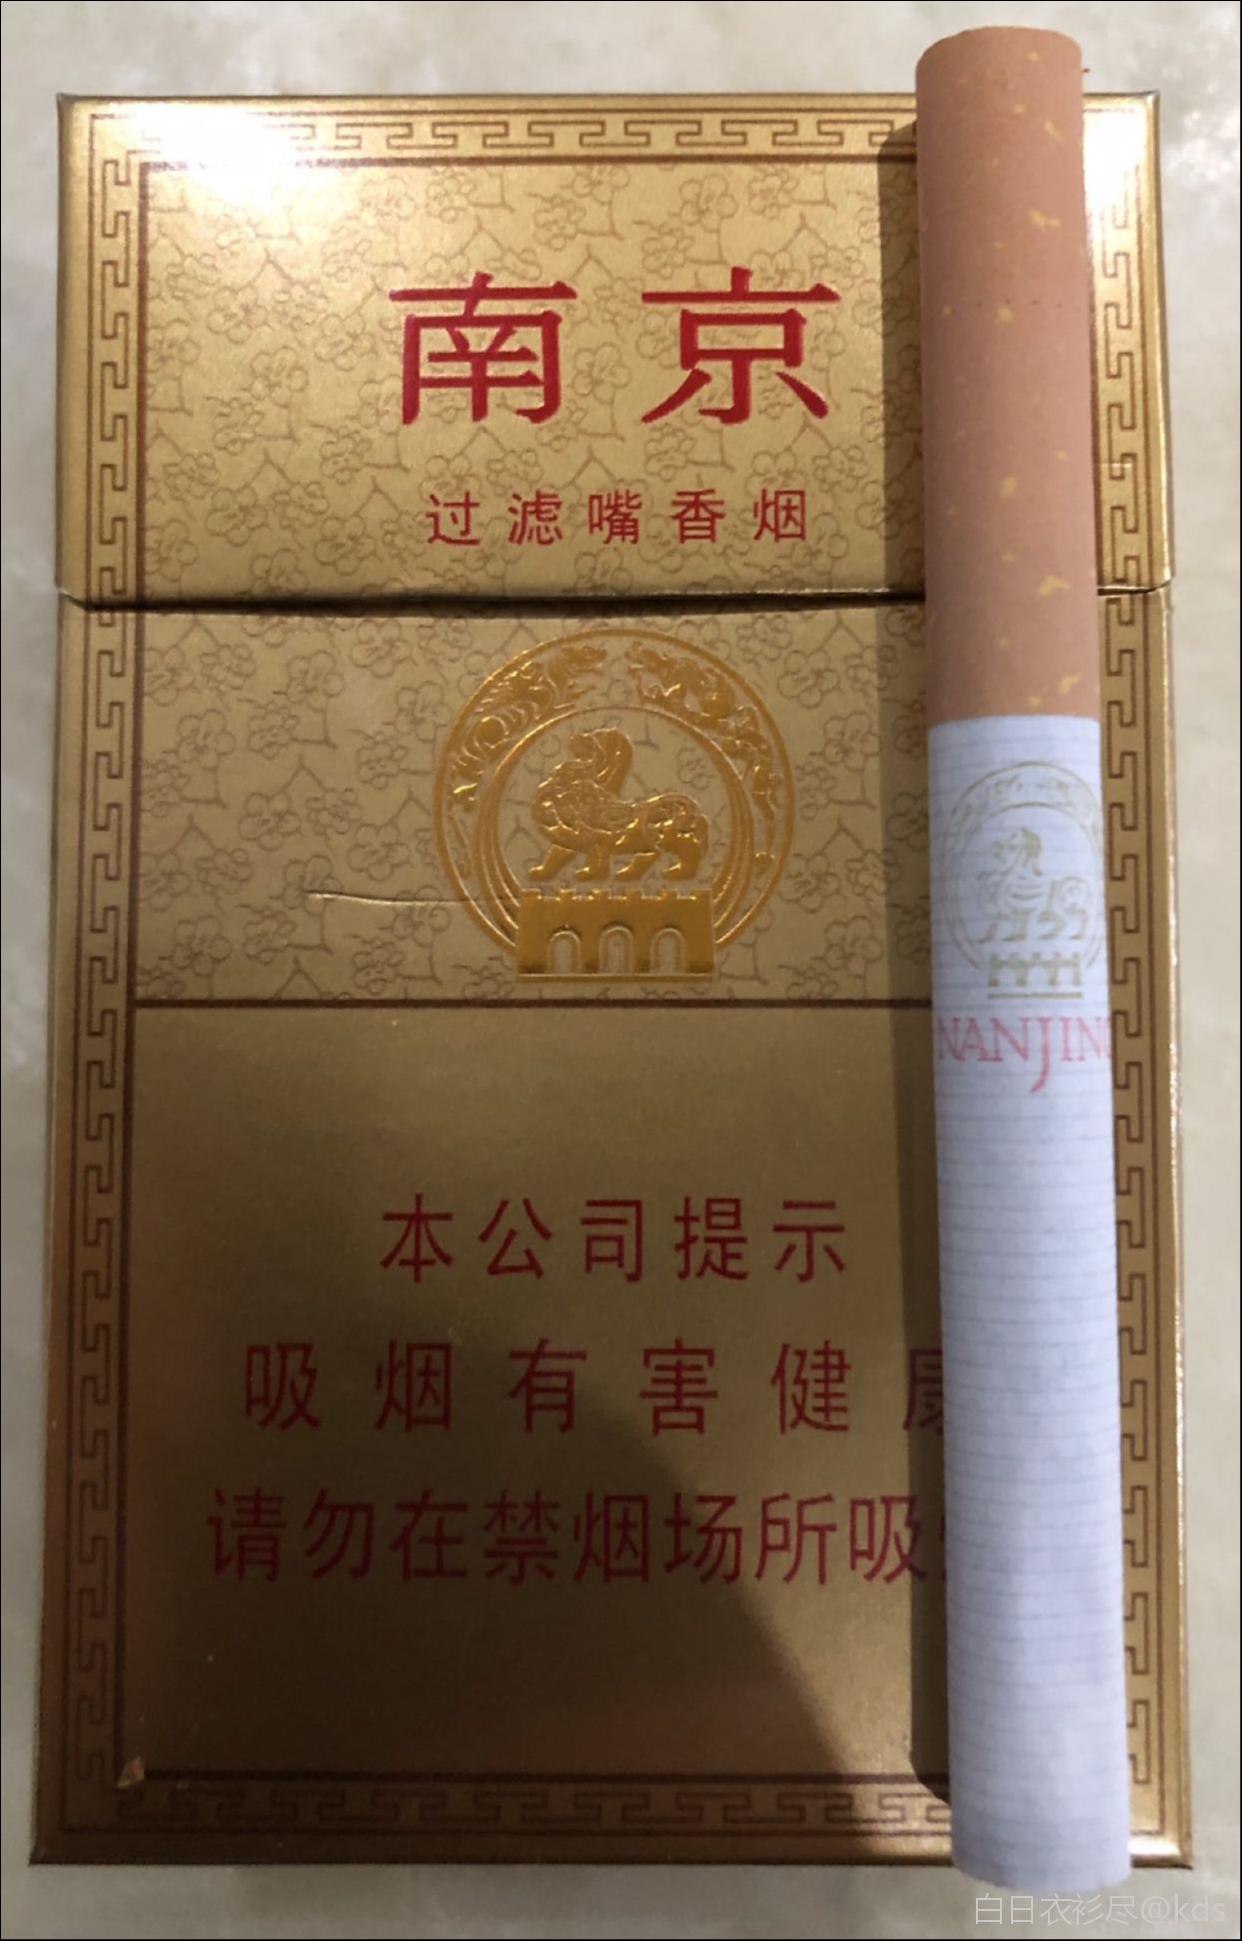 南京
过滤嘴香烟
NANJIN
本公司提示
吸烟有害健康
请勿在禁烟场所吸
白日衣衫尽@kds